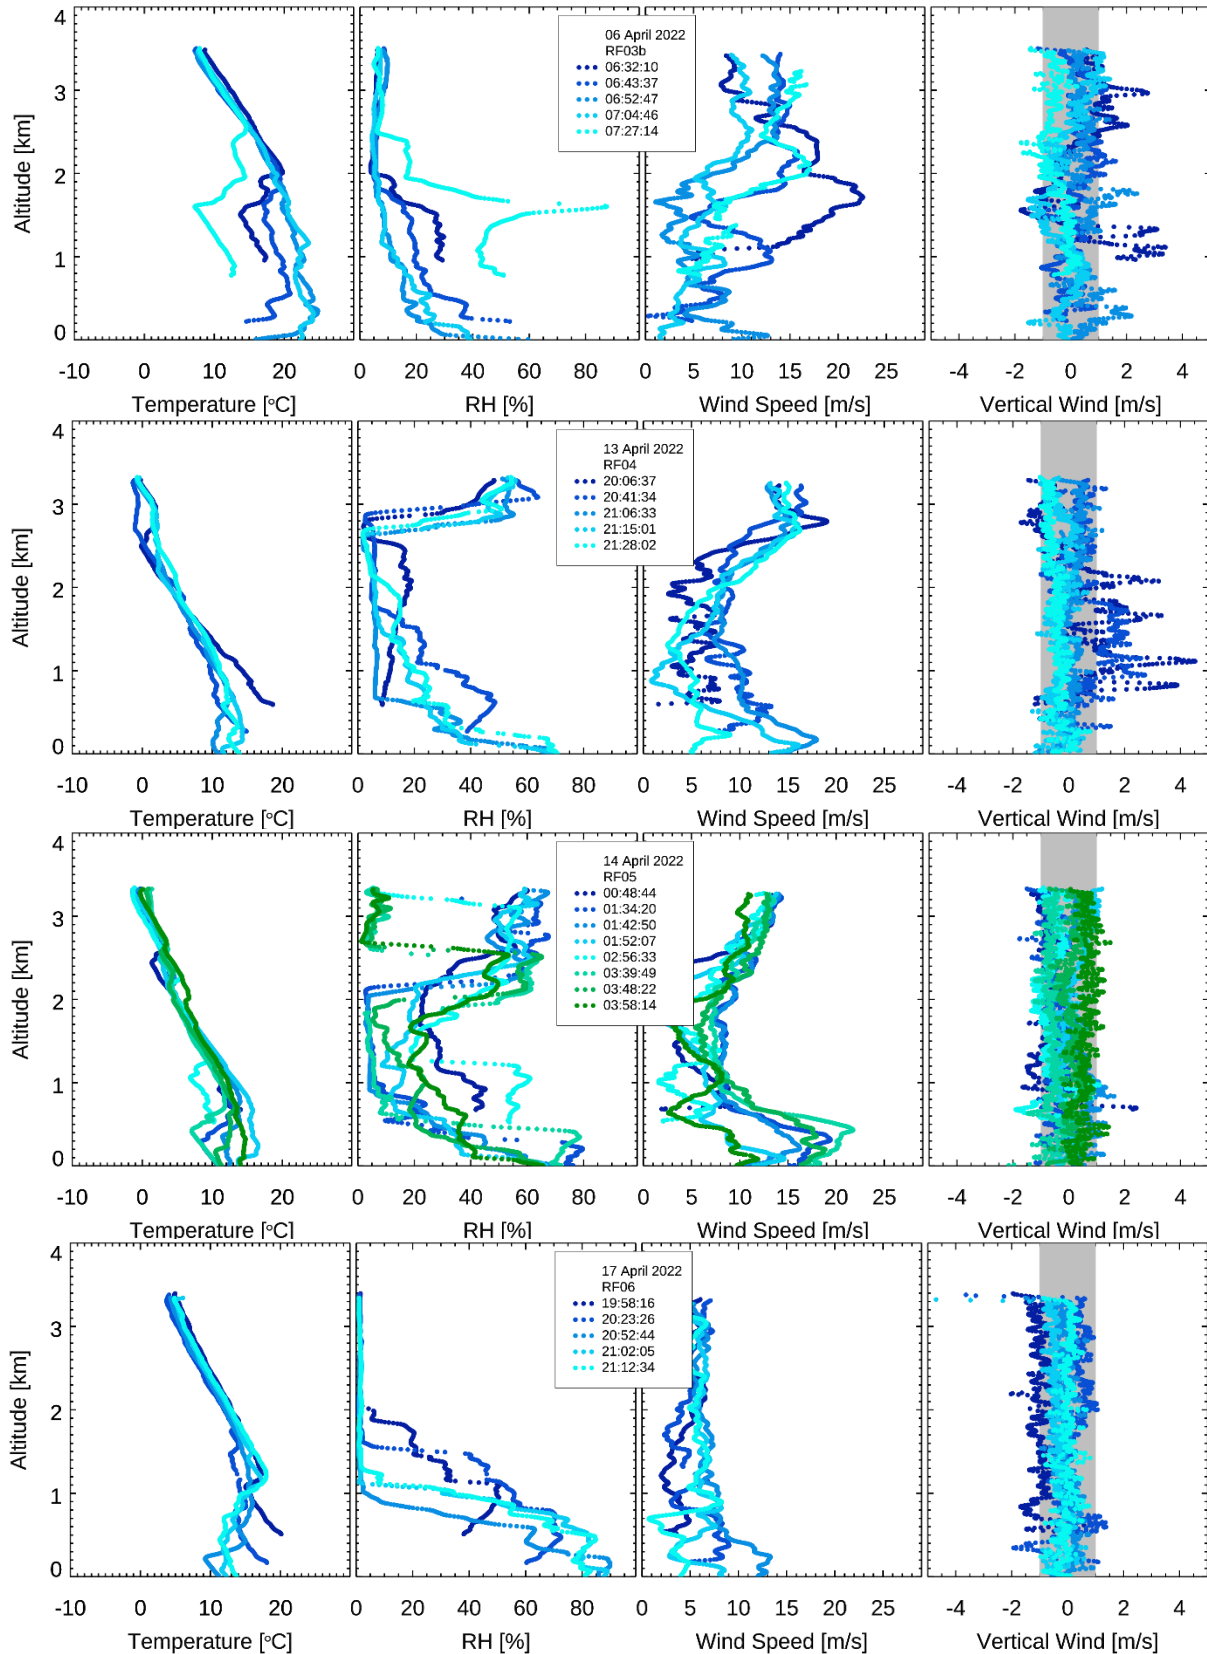 4
3
2
1
0
Altitude [km]
06 April 2022
RF03b
06:32:10
06:43:37
06:52:47
07:04:46
07:27:14
-10 0 10 20
0 20 40 60 80
0 5 10 15 20 25
-4 -2 0 2 4
Temperature [°C]
RH [%]
Wind Speed [m/s]
Vertical Wind [m/s]
4
3
2
1
0
Altitude [km]
13 April 2022
RF04
20:06:37
20:41:34
21:06:33
21:15:01
21:28:02
-10 0 10 20
0 20 40 60 80
0 5 10 15 20 25
-4 -2 0 2 4
Temperature [°C]
RH [%]
Wind Speed [m/s]
Vertical Wind [m/s]
4
3
2
1
0
Altitude [km]
14 April 2022
RF05
00:48:44
01:34:20
01:42:50
01:52:07
02:56:33
03:39:49
03:48:22
03:58:14
-10 0 10 20
0 20 40 60 80
0 5 10 15 20 25
-4 -2 0 2 4
Temperature [°C]
RH [%]
Wind Speed [m/s]
Vertical Wind [m/s]
4
3
2
1
0
Altitude [km]
17 April 2022
RF06
19:58:16
20:23:26
20:52:44
21:02:05
21:12:34
-10 0 10 20
0 20 40 60 80
0 5 10 15 20 25
-4 -2 0 2 4
Temperature [°C]
RH [%]
Wind Speed [m/s]
Vertical Wind [m/s]